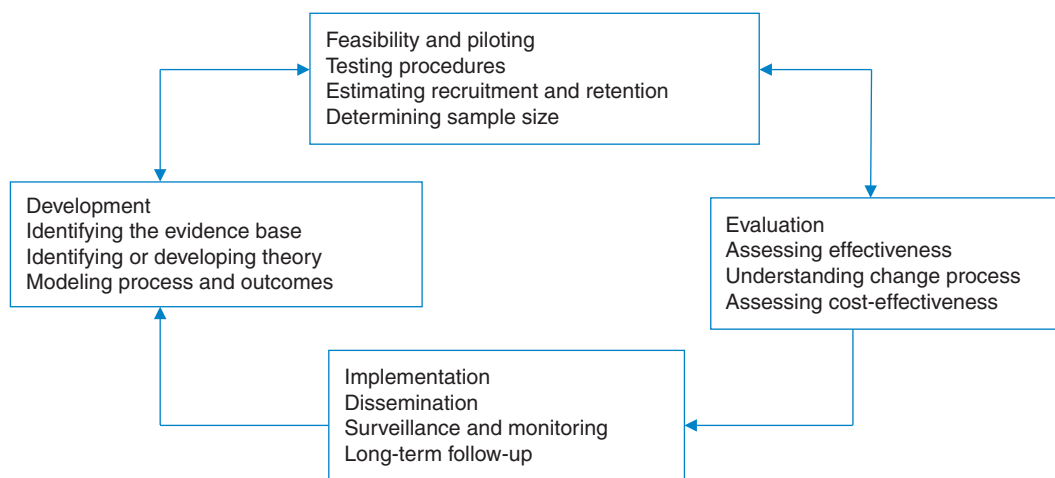 Feasibility and piloting
Testing procedures
Estimating recruitment and retention
Determining sample size
Development
Identifying the evidence base
Identifying or developing theory
Modeling process and outcomes
Evaluation
Assessing effectiveness
Understanding change process
Assessing cost-effectiveness
Implementation
Dissemination
Surveillance and monitoring
Long-term follow-up